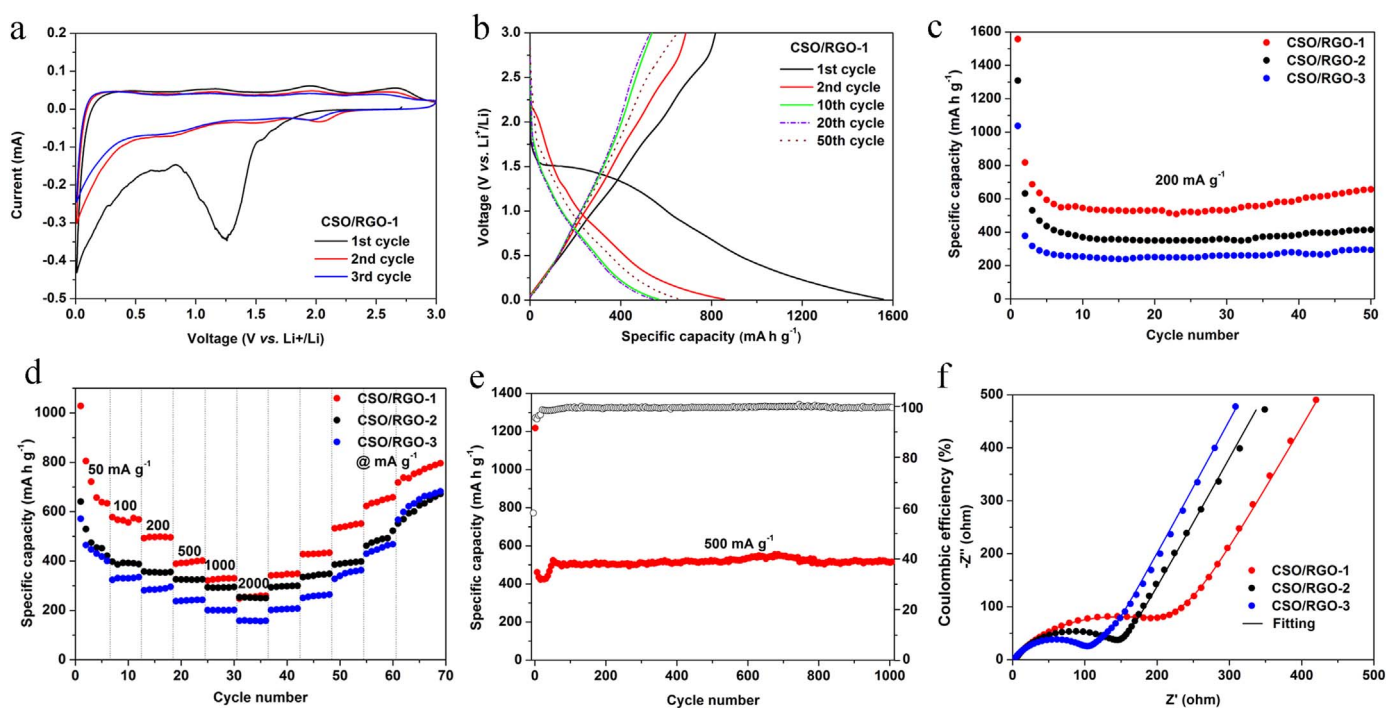 a
0.2
0.1
0.0
-0.1
-0.2
-0.3
-0.4
-0.5
Current (mA)
CSO/RGO-1
1st cycle
2nd cycle
3rd cycle
0.0 0.5 1.0 1.5 2.0 2.5 3.0
Voltage (V vs. Li+/Li)
b
3.0
2.5
2.0
1.5
1.0
0.5
0.0
Voltage (V vs. Li⁺/Li)
CSO/RGO-1
1st cycle
2nd cycle
10th cycle
20th cycle
50th cycle
0 400 800 1200 1600
Specific capacity (mA h g⁻¹)
c
1600
1400
1200
1000
800
600
400
200
0
Specific capacity (mA h g⁻¹)
CSO/RGO-1
CSO/RGO-2
CSO/RGO-3
200 mA g⁻¹
0 10 20 30 40 50
Cycle number
d
1000
800
600
400
200
0
Specific capacity (mA h g⁻¹)
CSO/RGO-1
CSO/RGO-2
CSO/RGO-3
@ mA g⁻¹
50 mA g⁻¹
100
200
500
1000
2000
0 10 20 30 40 50 60 70
Cycle number
e
1400
1200
1000
800
600
400
200
0
Specific capacity (mA h g⁻¹)
500 mA g⁻¹
100
80
60
40
20
0
0 200 400 600 800 1000
Cycle number
Coulombic efficiency (%)
f
500
400
300
200
100
0
-Z'' (ohm)
CSO/RGO-1
CSO/RGO-2
CSO/RGO-3
Fitting
0 100 200 300 400 500
Z' (ohm)